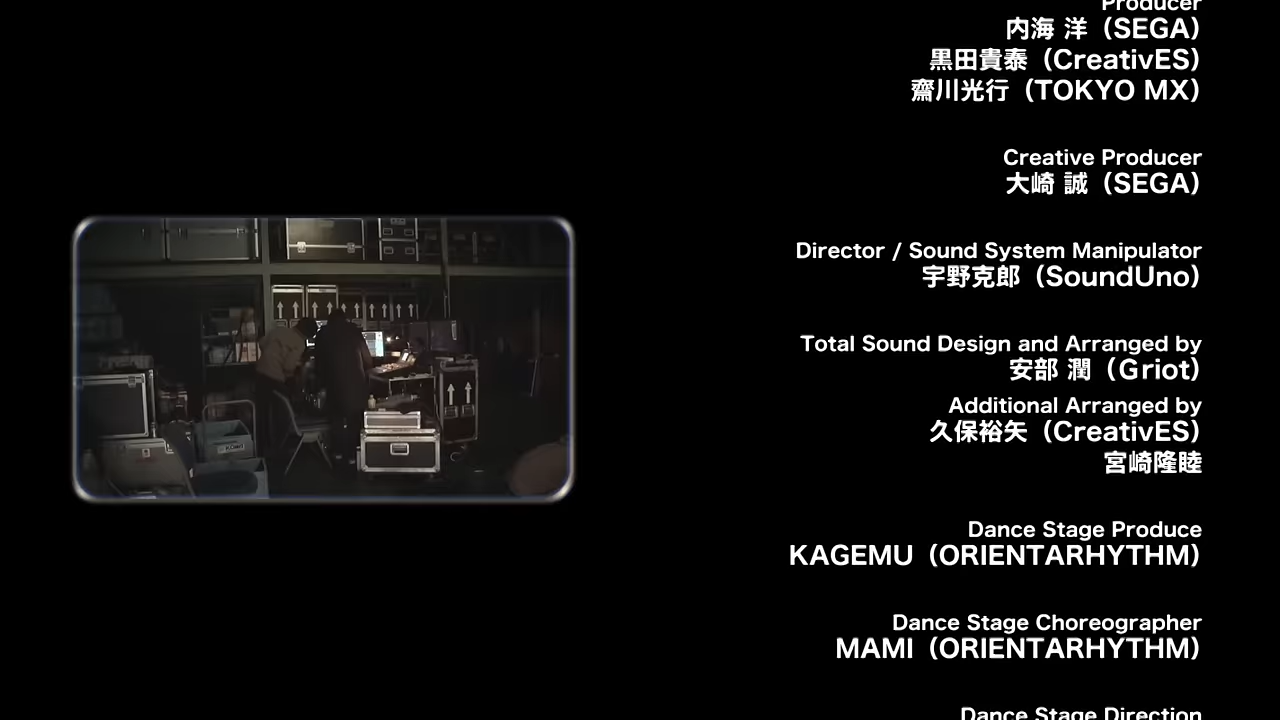 Producer
内海 洋（SEGA）
黒田貴泰（CreativES）
齋川光行（TOKYO MX）
Creative Producer
大崎 誠（SEGA）
Director / Sound System Manipulator
宇野克郎（SoundUno）
Total Sound Design and Arranged by
安部 潤（Griot）
Additional Arranged by
久保裕矢（CreativES）
宮崎隆睦
Dance Stage Produce
KAGEMU（ORIENTARHYTHM）
Dance Stage Choreographer
MAMI（ORIENTARHYTHM）
Dance Stage Direction